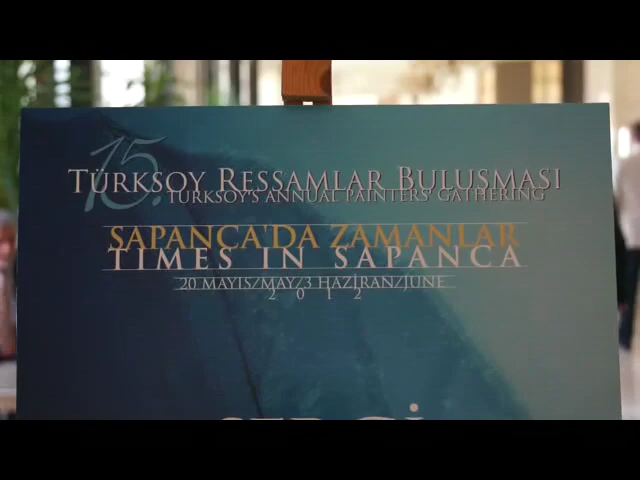 15.
TÜRKSOY RESSAMLAR BULUŞMASI
TÜRKSOY'S ANNUAL PAINTERS' GATHERING
SAPANCA'DA ZAMANLAR
TIMES IN SAPANCA
20 MAYIS/MAY/3 HAZİRAN/JUNE
2012
SERGİ